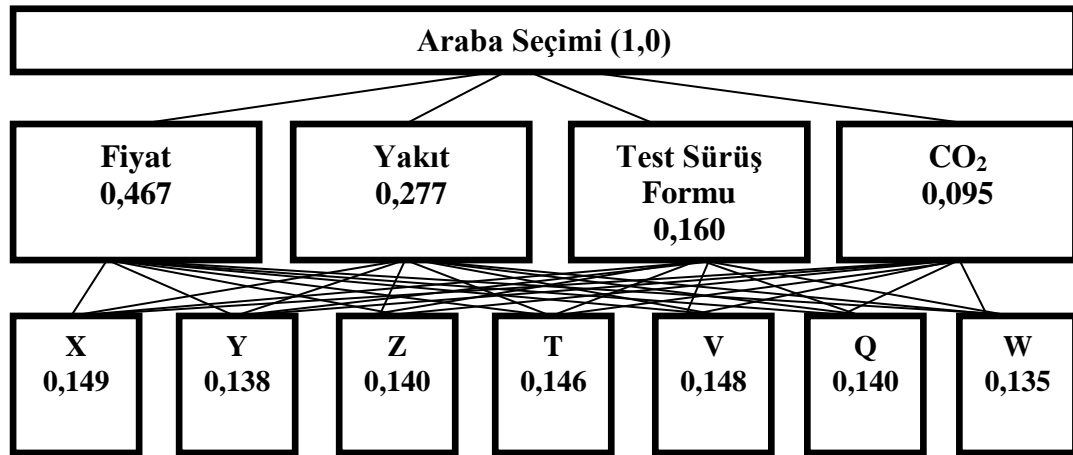 Araba Seçimi (1,0)
Fiyat
0,467
Yakıt
0,277
Test Sürüş
Formu
0,160
CO₂
0,095
X
0,149
Y
0,138
Z
0,140
T
0,146
V
0,148
Q
0,140
W
0,135